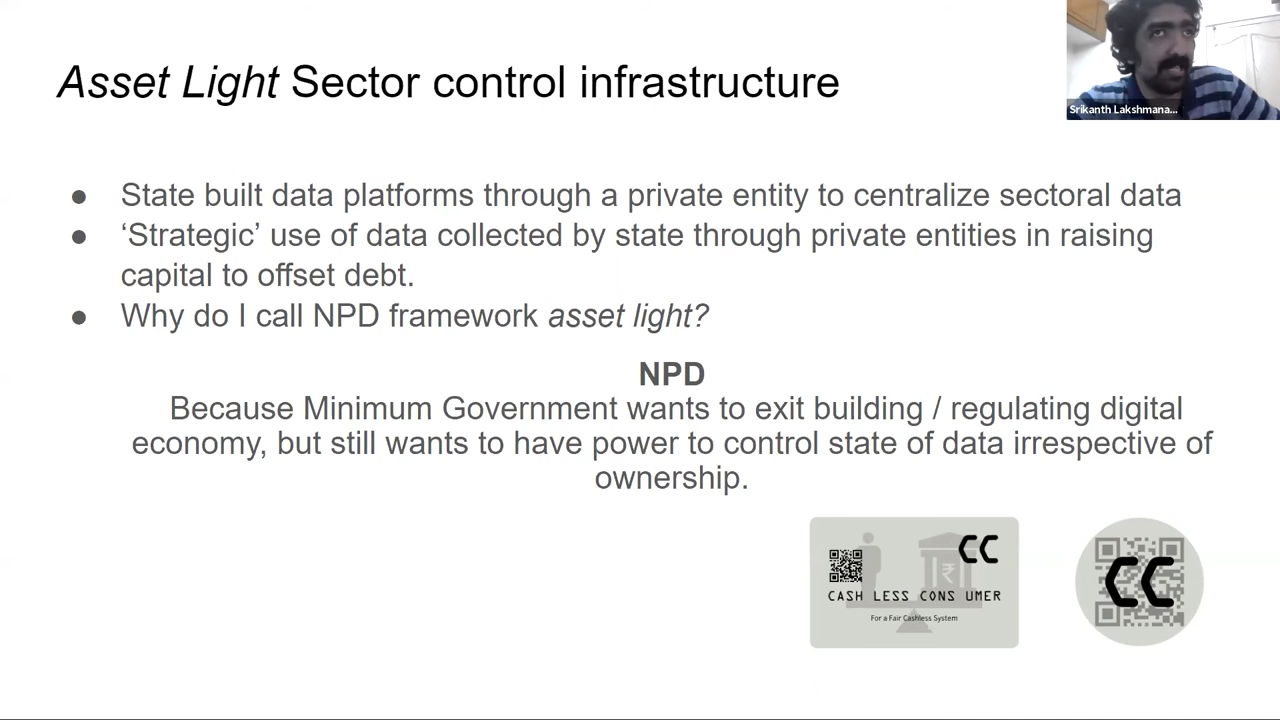 Asset Light Sector control infrastructure
Srikanth Lakshmana...
● State built data platforms through a private entity to centralize sectoral data
● ‘Strategic’ use of data collected by state through private entities in raising
capital to offset debt.
● Why do I call NPD framework asset light?
NPD
Because Minimum Government wants to exit building / regulating digital
economy, but still wants to have power to control state of data irrespective of
ownership.
CC
₹
CASH LESS CONS UMER
For a Fair Cashless System
CC